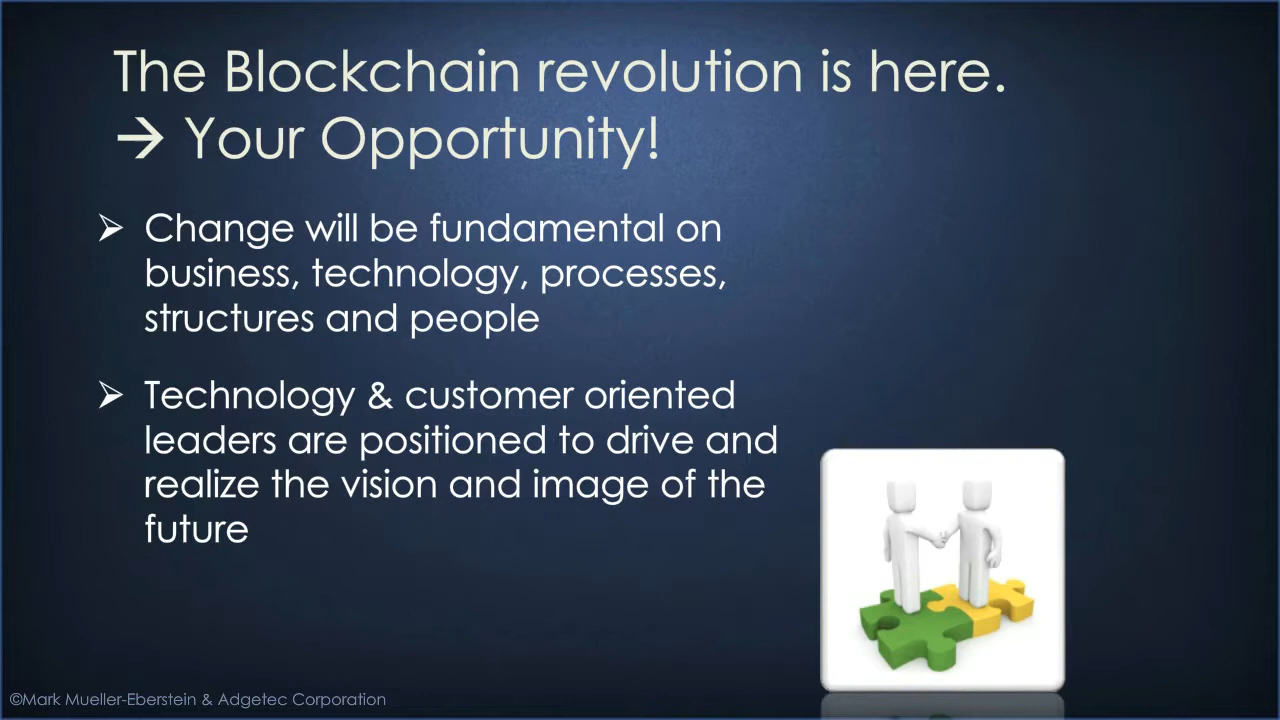 The Blockchain revolution is here.
→ Your Opportunity!
➢ Change will be fundamental on
business, technology, processes,
structures and people
➢ Technology & customer oriented
leaders are positioned to drive and
realize the vision and image of the
future
©Mark Mueller-Eberstein & Adgetec Corporation